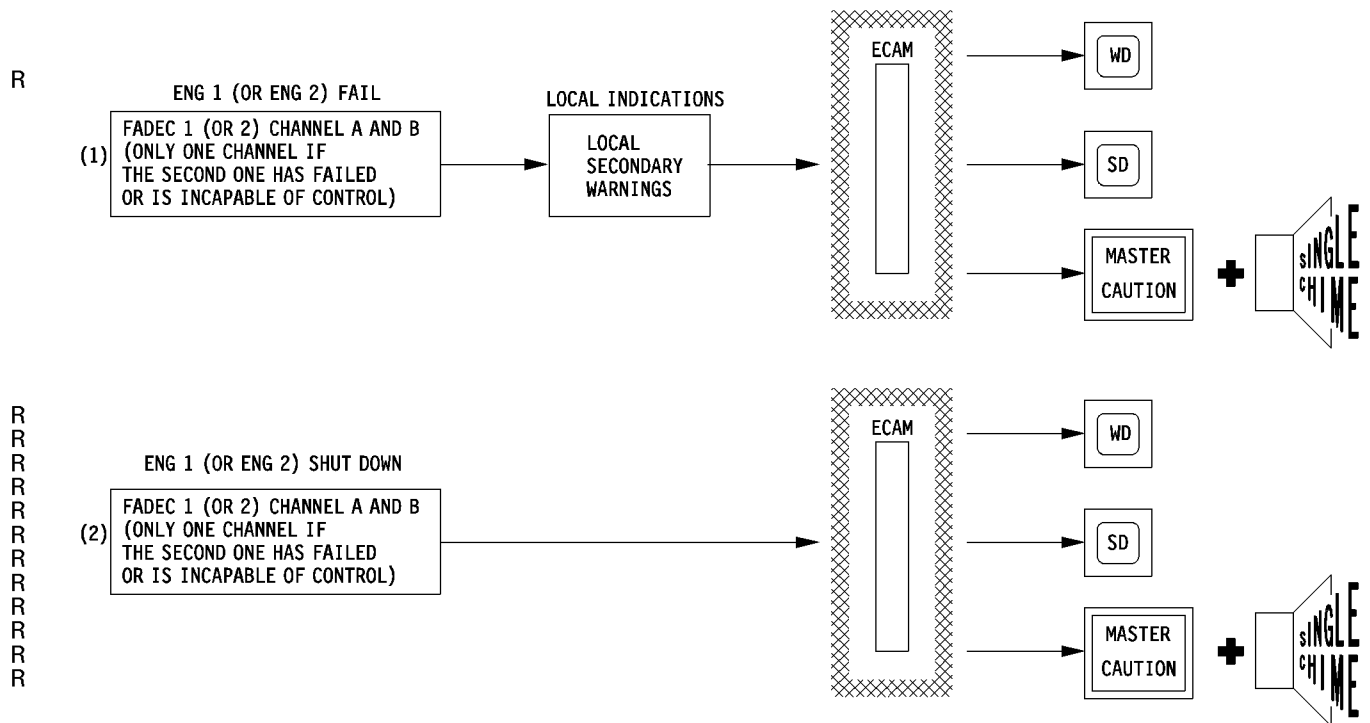 R
ENG 1 (OR ENG 2) FAIL
(1)
FADEC 1 (OR 2) CHANNEL A AND B
(ONLY ONE CHANNEL IF
THE SECOND ONE HAS FAILED
OR IS INCAPABLE OF CONTROL)
LOCAL INDICATIONS
LOCAL
SECONDARY
WARNINGS
ECAM
WD
SD
MASTER
CAUTION
SINGLE
CHIME
R
R
R
R
R
R
R
R
R
R
R
R
ENG 1 (OR ENG 2) SHUT DOWN
(2)
FADEC 1 (OR 2) CHANNEL A AND B
(ONLY ONE CHANNEL IF
THE SECOND ONE HAS FAILED
OR IS INCAPABLE OF CONTROL)
ECAM
WD
SD
MASTER
CAUTION
SINGLE
CHIME